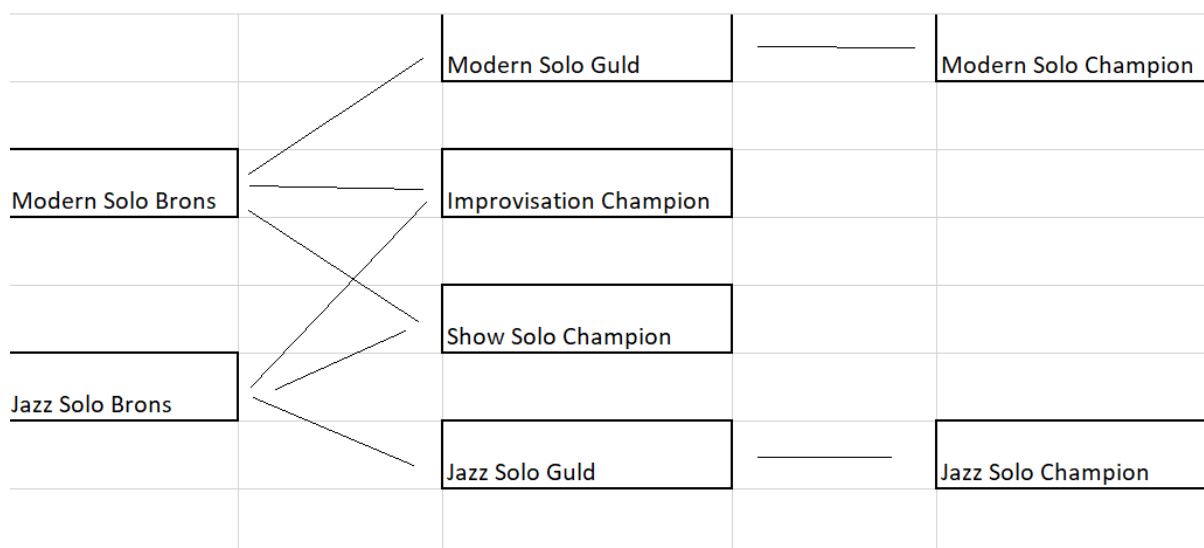 Modern Solo Guld
Modern Solo Champion
Modern Solo Brons
Improvisation Champion
Show Solo Champion
Jazz Solo Brons
Jazz Solo Guld
Jazz Solo Champion